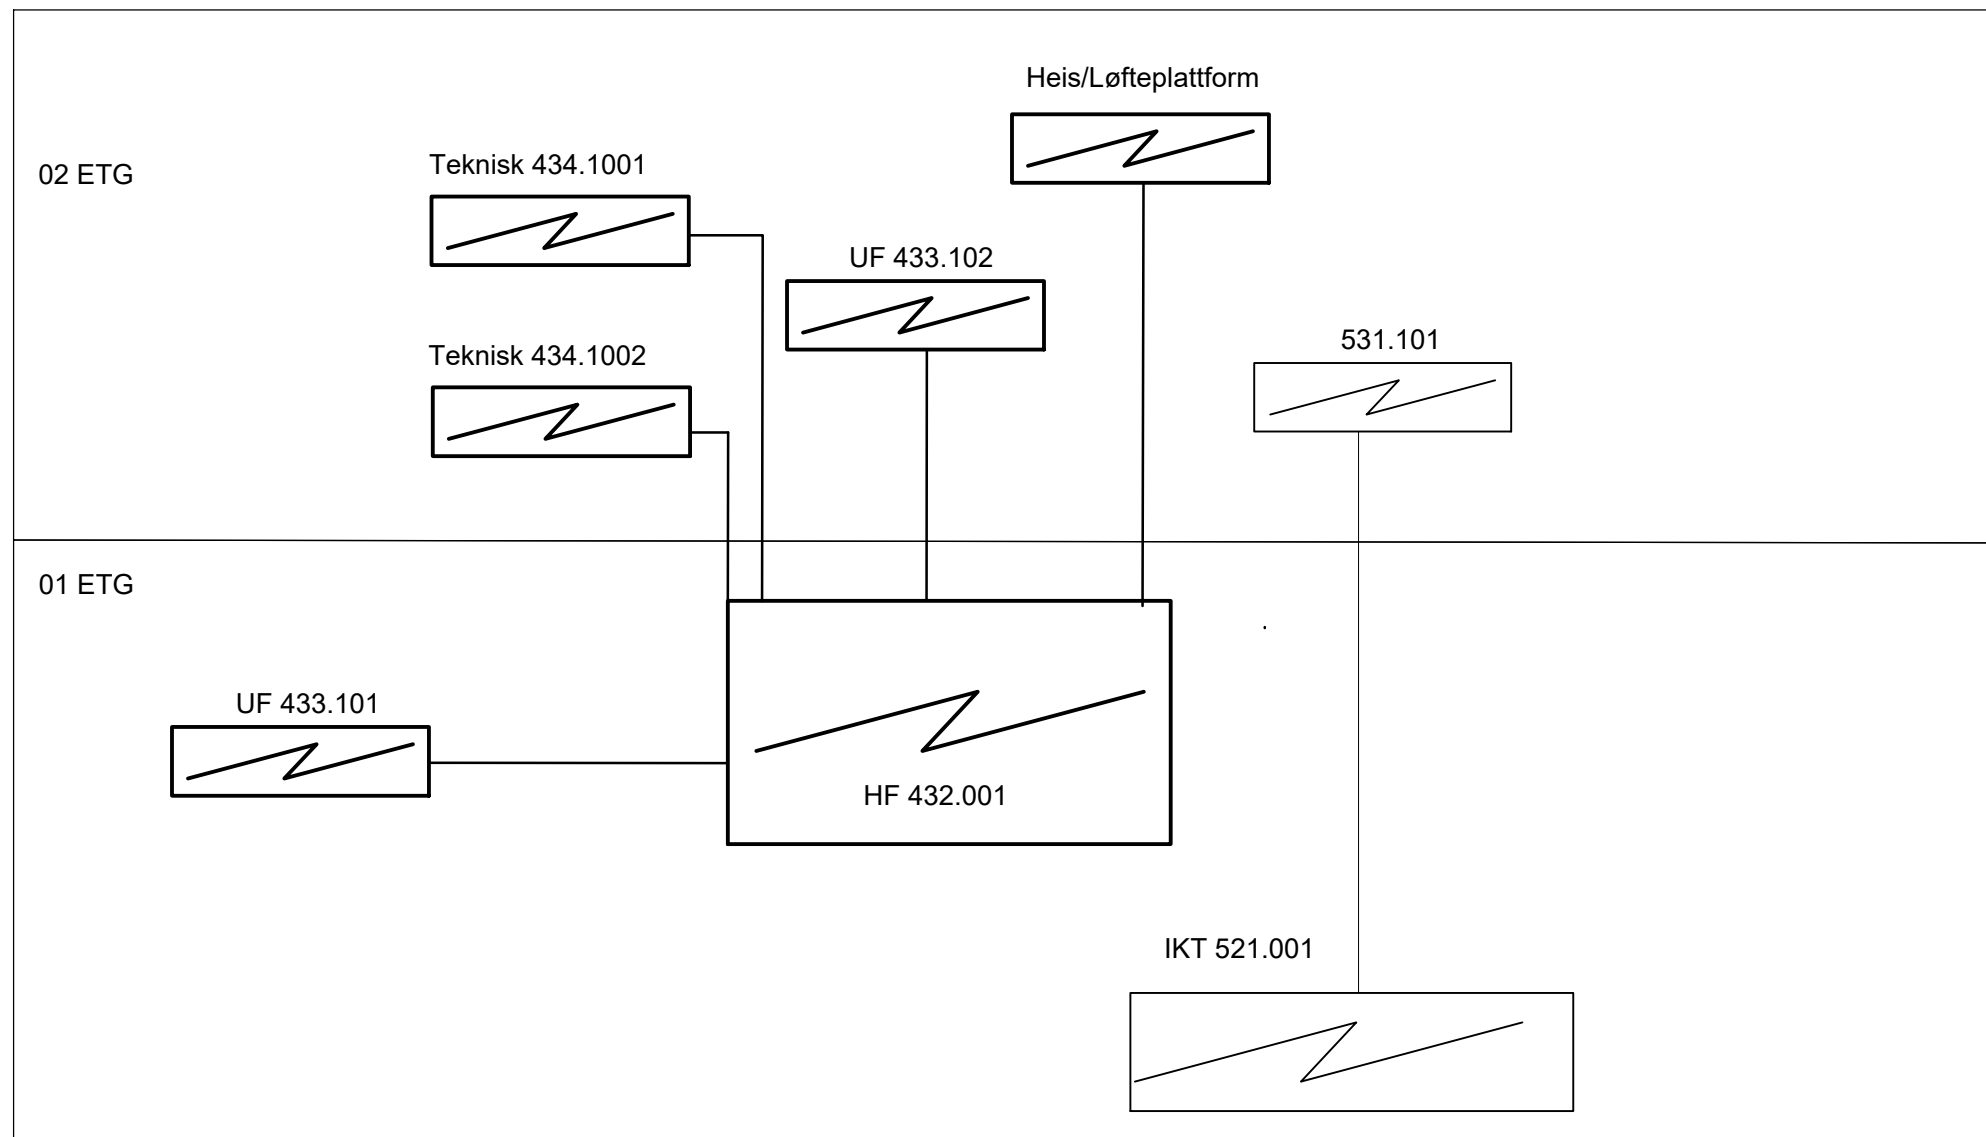 Heis/Løfteplattform
Teknisk 434.1001
02 ETG
UF 433.102
531.101
Teknisk 434.1002
01 ETG
UF 433.101
HF 432.001
IKT 521.001